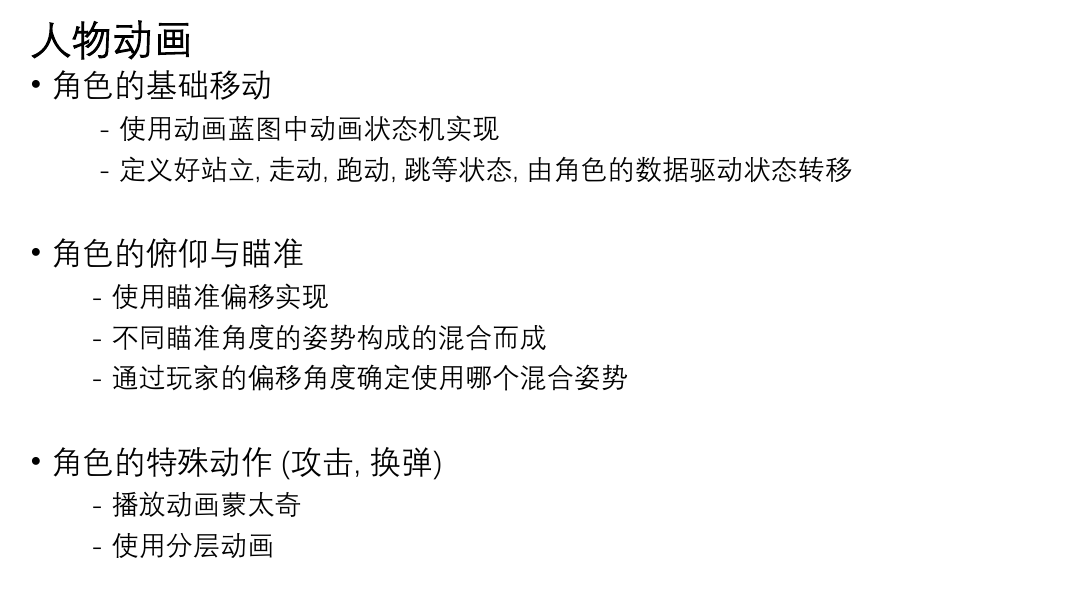 人物动画
• 角色的基础移动
- 使用动画蓝图中动画状态机实现
- 定义好站立, 走动, 跑动, 跳等状态, 由角色的数据驱动状态转移
• 角色的俯仰与瞄准
- 使用瞄准偏移实现
- 不同瞄准角度的姿势构成的混合而成
- 通过玩家的偏移角度确定使用哪个混合姿势
• 角色的特殊动作 (攻击, 换弹)
- 播放动画蒙太奇
- 使用分层动画